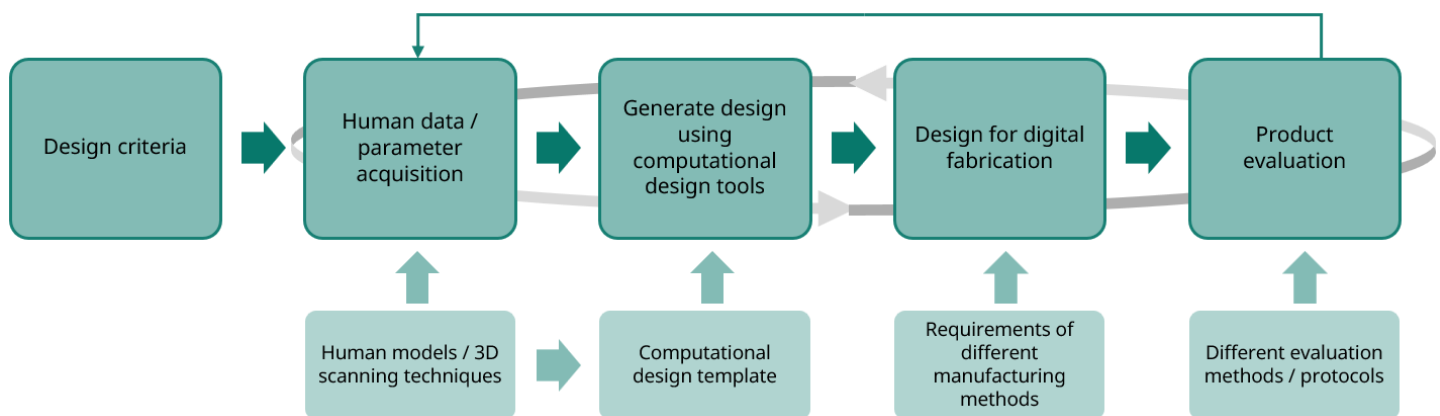 Design criteria
Human data /
parameter
acquisition
Generate design
using
computational
design tools
Design for digital
fabrication
Product
evaluation
Human models / 3D
scanning techniques
Computational
design template
Requirements of
different
manufacturing
methods
Different evaluation
methods / protocols